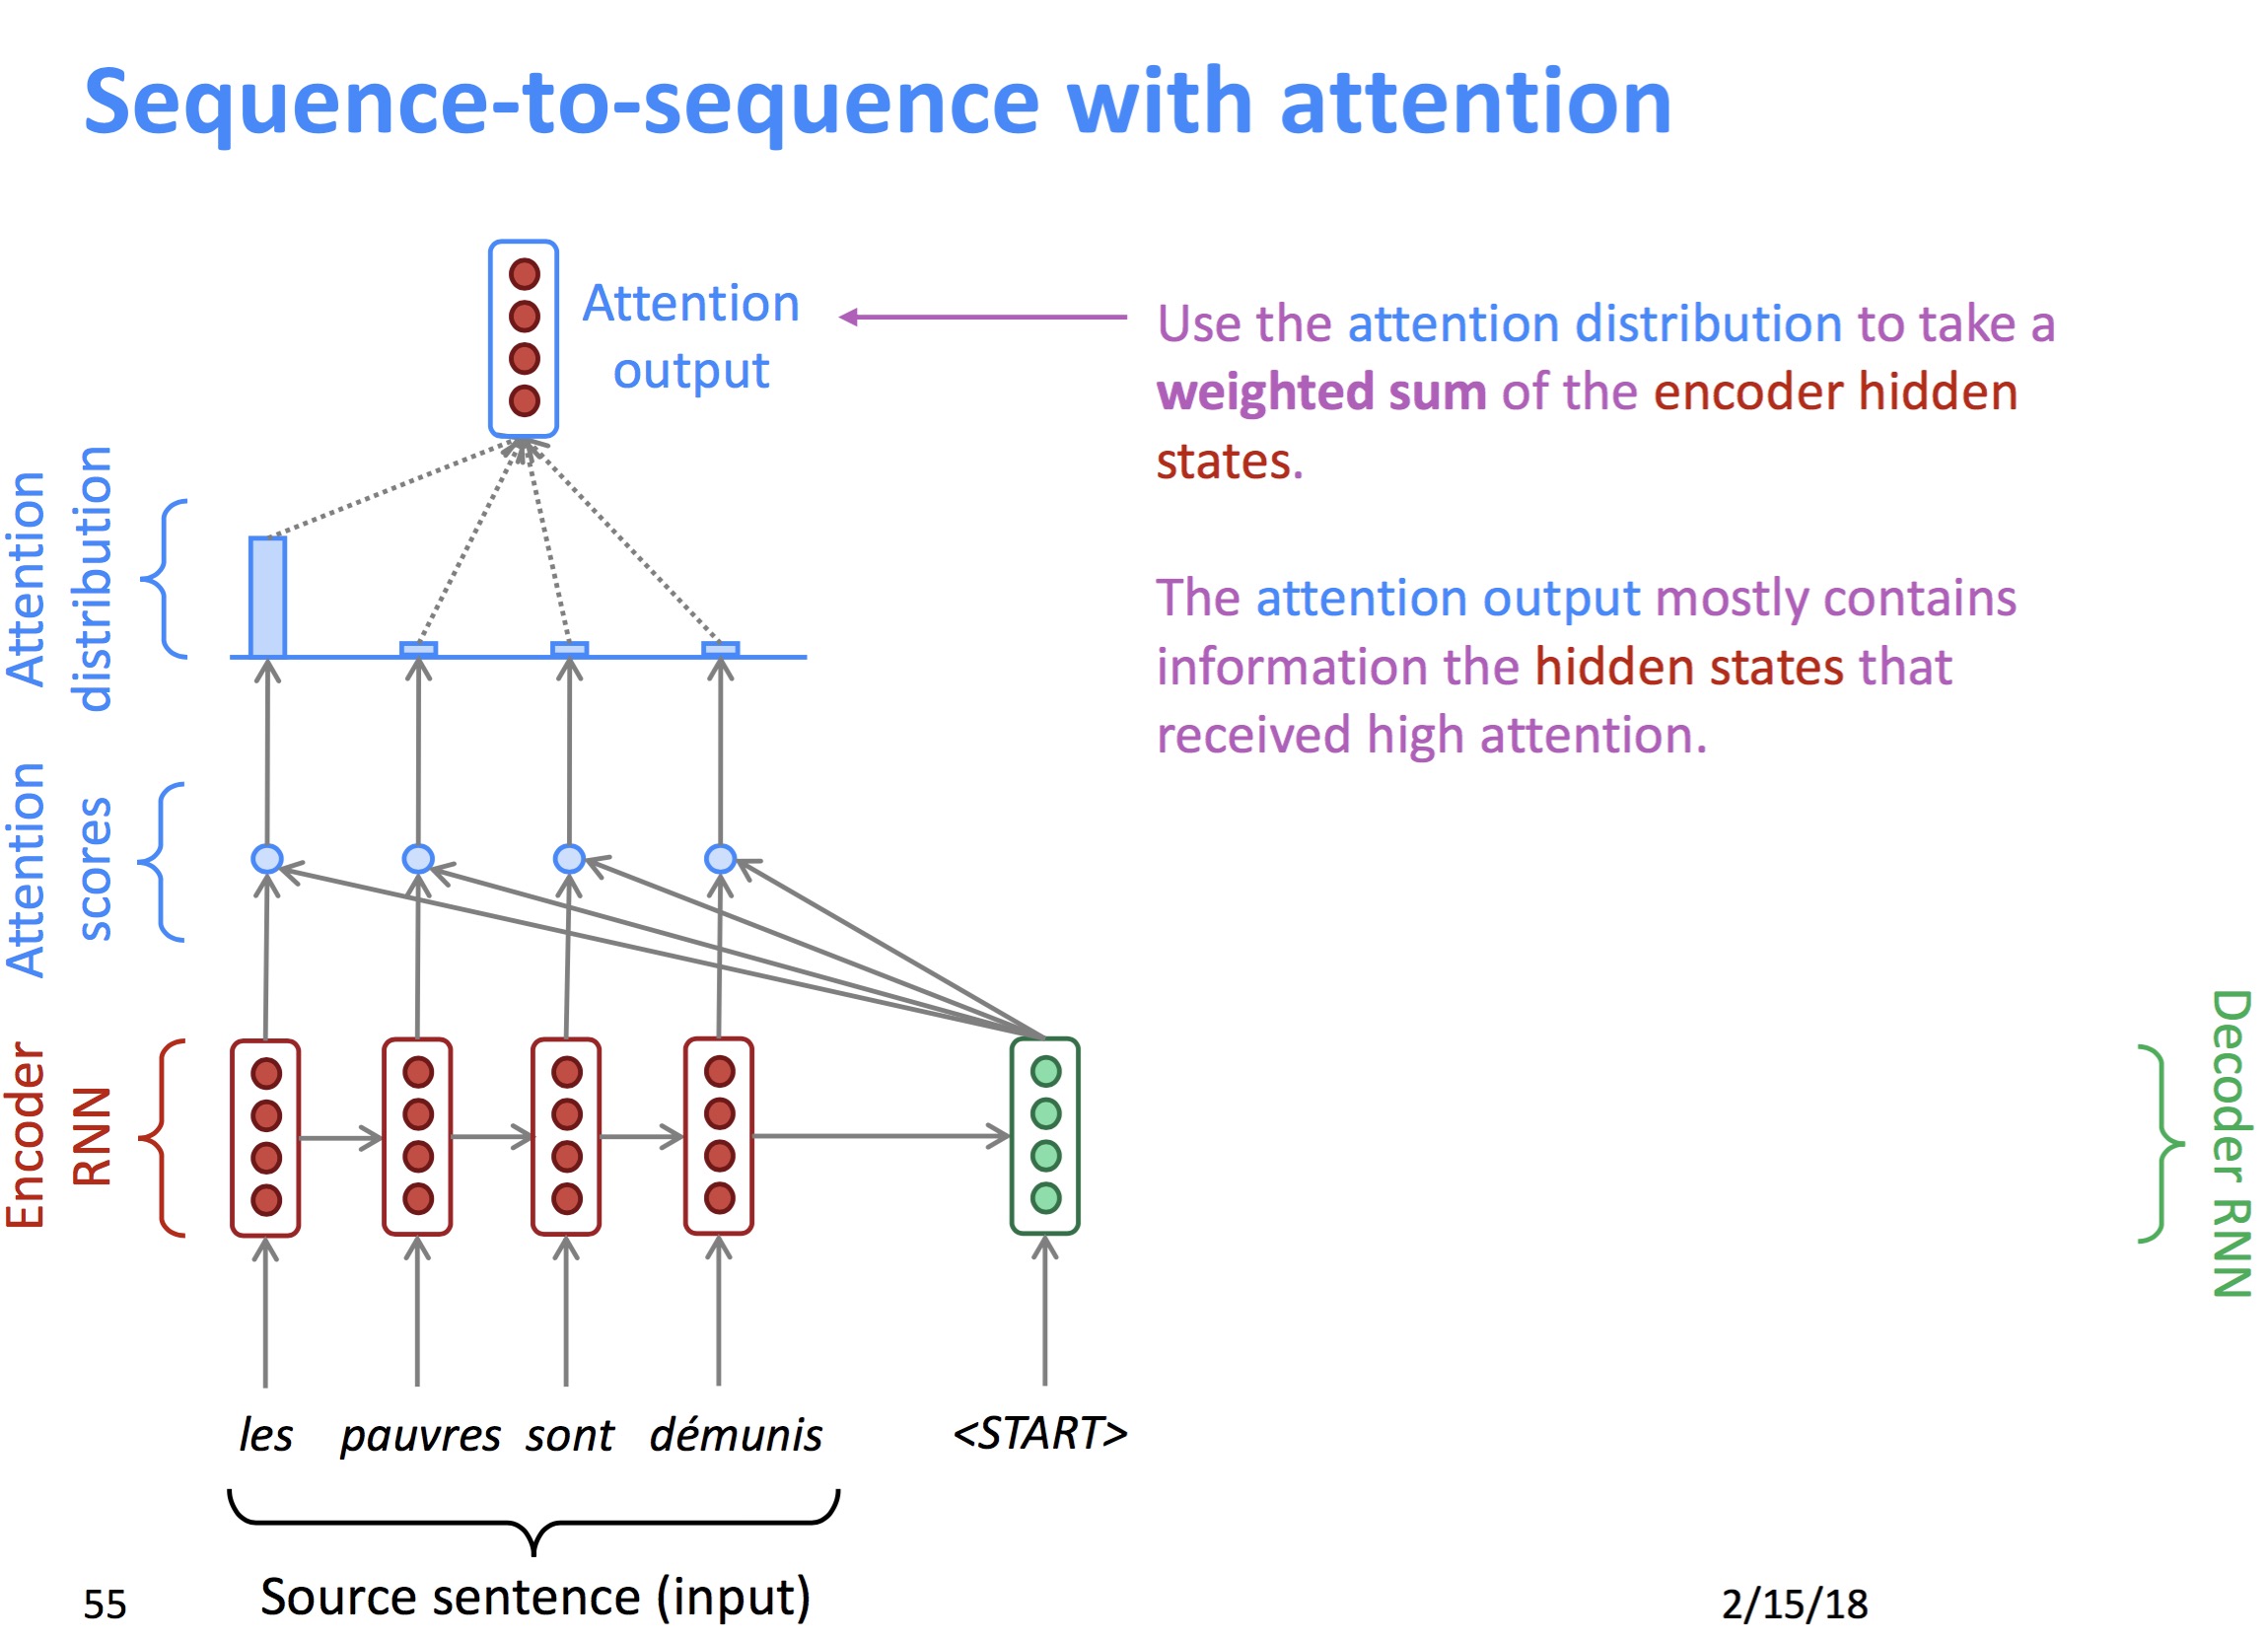 Sequence-to-sequence with attention
Attention
output
Use the attention distribution to take a
weighted sum of the encoder hidden
states.
The attention output mostly contains
information the hidden states that
received high attention.
Attention
distribution
Attention
scores
Encoder
RNN
Decoder RNN
les pauvres sont démunis <START>
Source sentence (input)
55
2/15/18